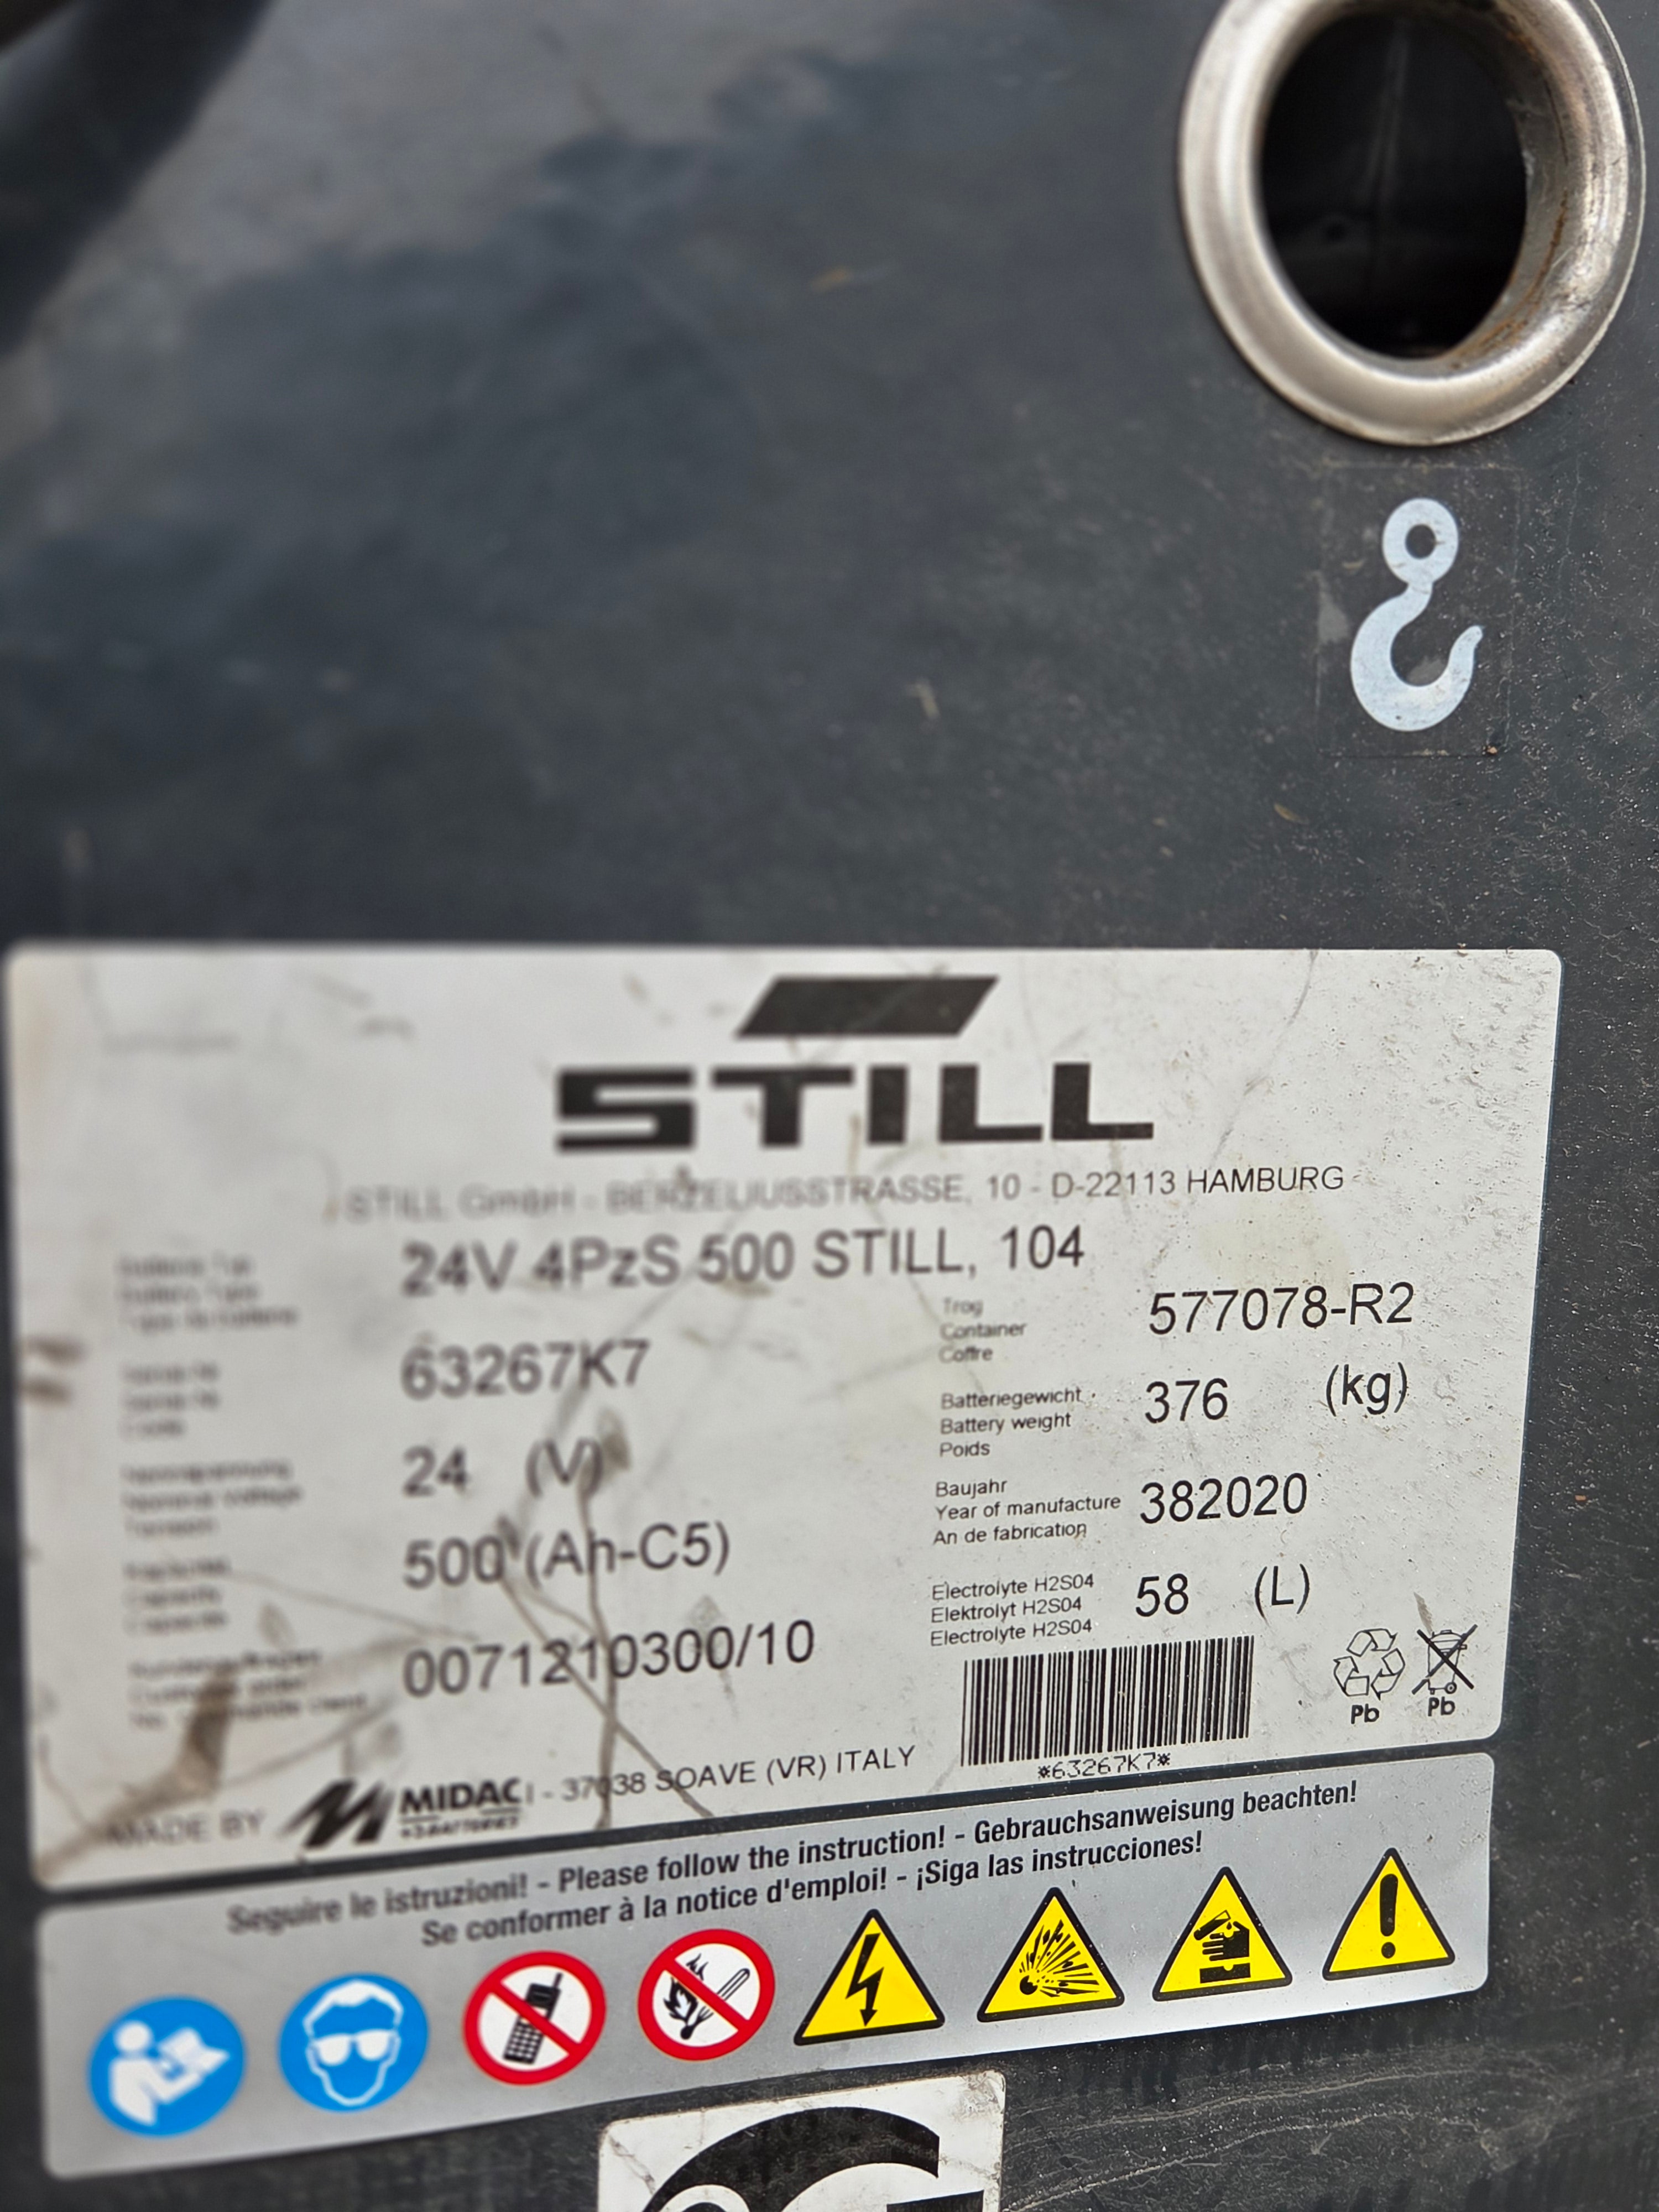 STILL
STILL GmbH - BERZELIUSSTRASSE, 10 - D-22113 HAMBURG
24V 4PzS 500 STILL, 104
Trog
Container
Coffre
577078-R2
63267K7
Batteriegewicht
Battery weight
Poids
376 (kg)
Nennspannung
Nominal Voltage
24 (V)
Baujahr
Year of manufacture
An de fabrication
382020
500 (Ah-C5)
Electrolyte H2S04
Elektrolyt H2S04
Electrolyte H2S04
58 (L)
0071210300/10
Pb
Pb
*63267K7*
MADE BY MIDAC - 37038 SOAVE (VR) ITALY
Seguire le istruzioni! - Please follow the instruction! - Gebrauchsanweisung beachten!
Se conformer à la notice d'emploi! - ¡Siga las instrucciones!